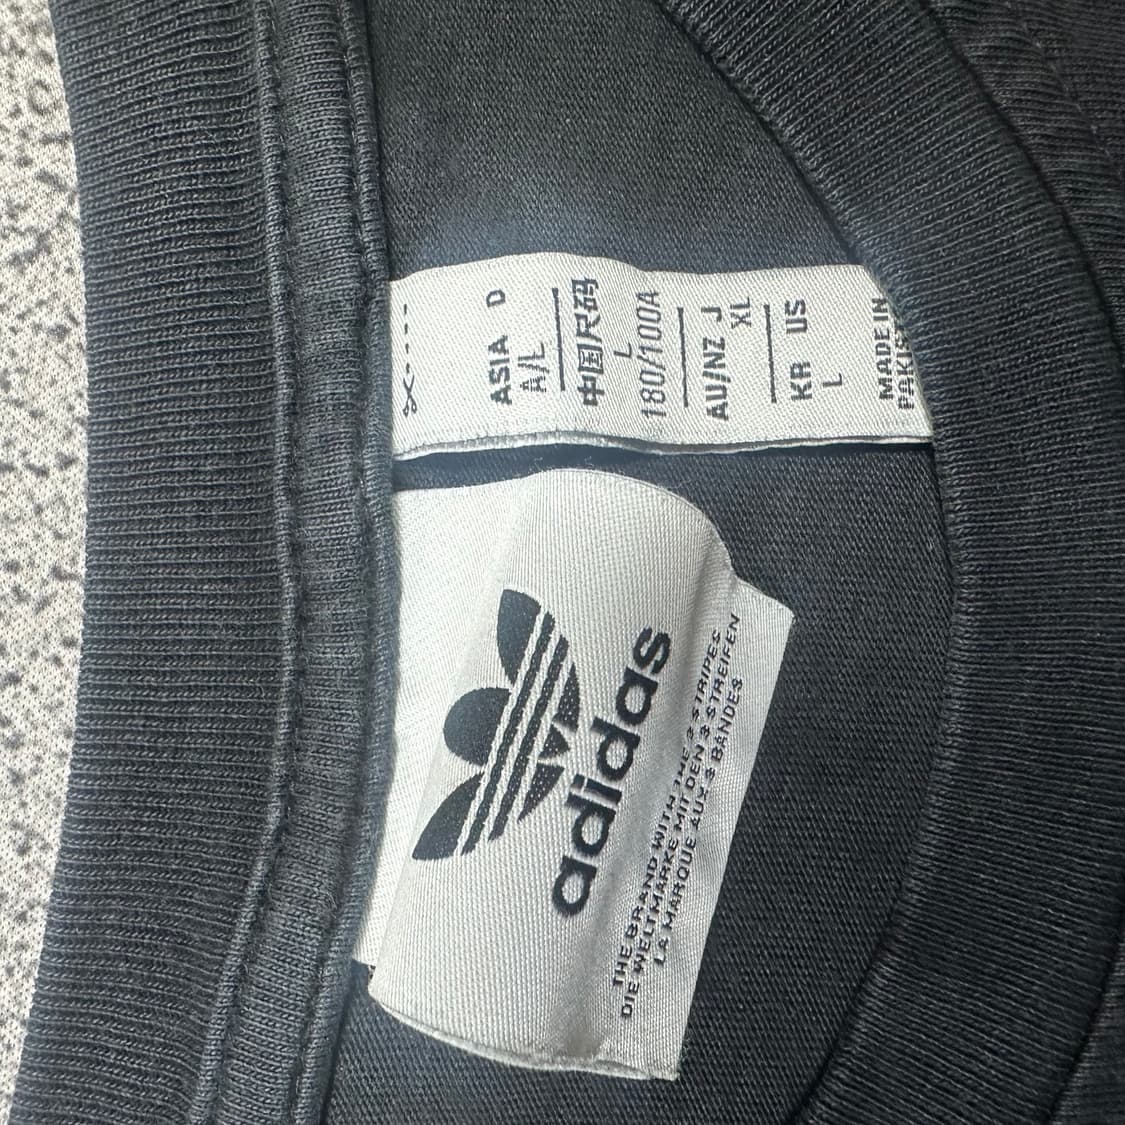 ASIA D
A/L
中国尺码
L
180/100A
AU/NZ J
XL
KR US
L
MADE IN
adidas
THE BRAND WITH THE 3 STRIPES
DIE WELTMARKE MIT DEN 3 STREIFEN
LA MARQUE AUX 3 BANDES